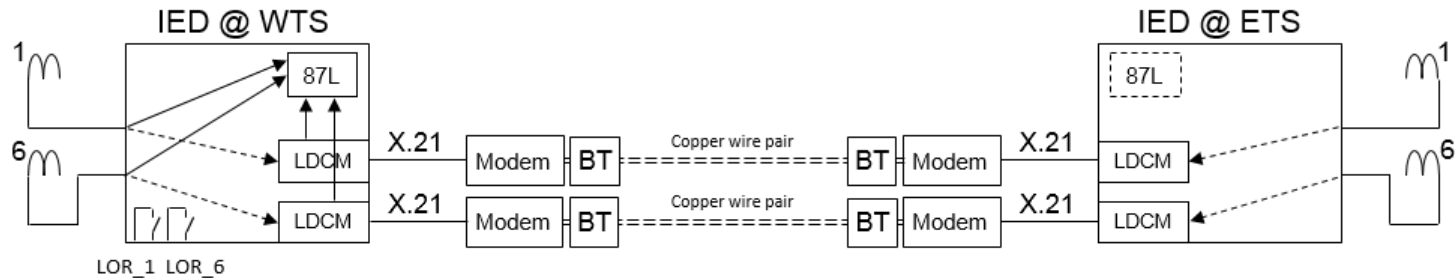 IED @ WTS
IED @ ETS
1
87L
87L
1
6
LDCM
X.21
Modem
BT
Copper wire pair
BT
Modem
X.21
LDCM
6
LDCM
X.21
Modem
BT
Copper wire pair
BT
Modem
X.21
LDCM
LOR_1 LOR_6